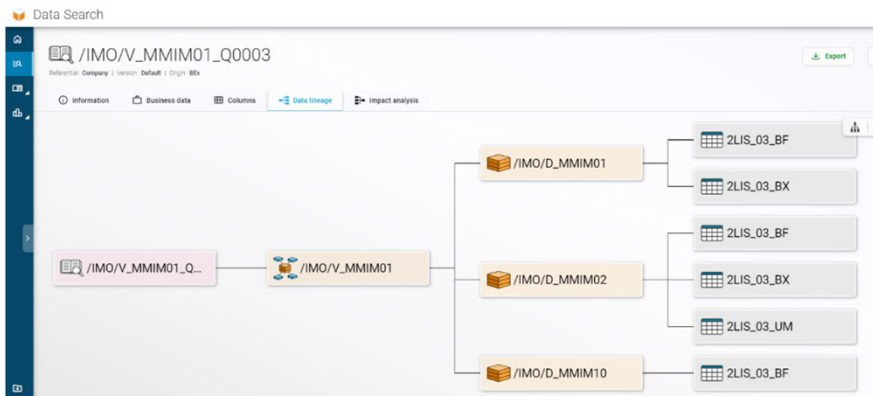 Data Search
/IMO/V_MMIM01_Q0003
Export
Referential: Company | Version: Default | Origin: BEx
Information Business data Columns Data lineage Impact analysis
2LIS_03_BF
/IMO/D_MMIM01
2LIS_03_BX
2LIS_03_BF
/IMO/V_MMIM01_Q... /IMO/V_MMIM01
/IMO/D_MMIM02 2LIS_03_BX
2LIS_03_UM
/IMO/D_MMIM10 2LIS_03_BF